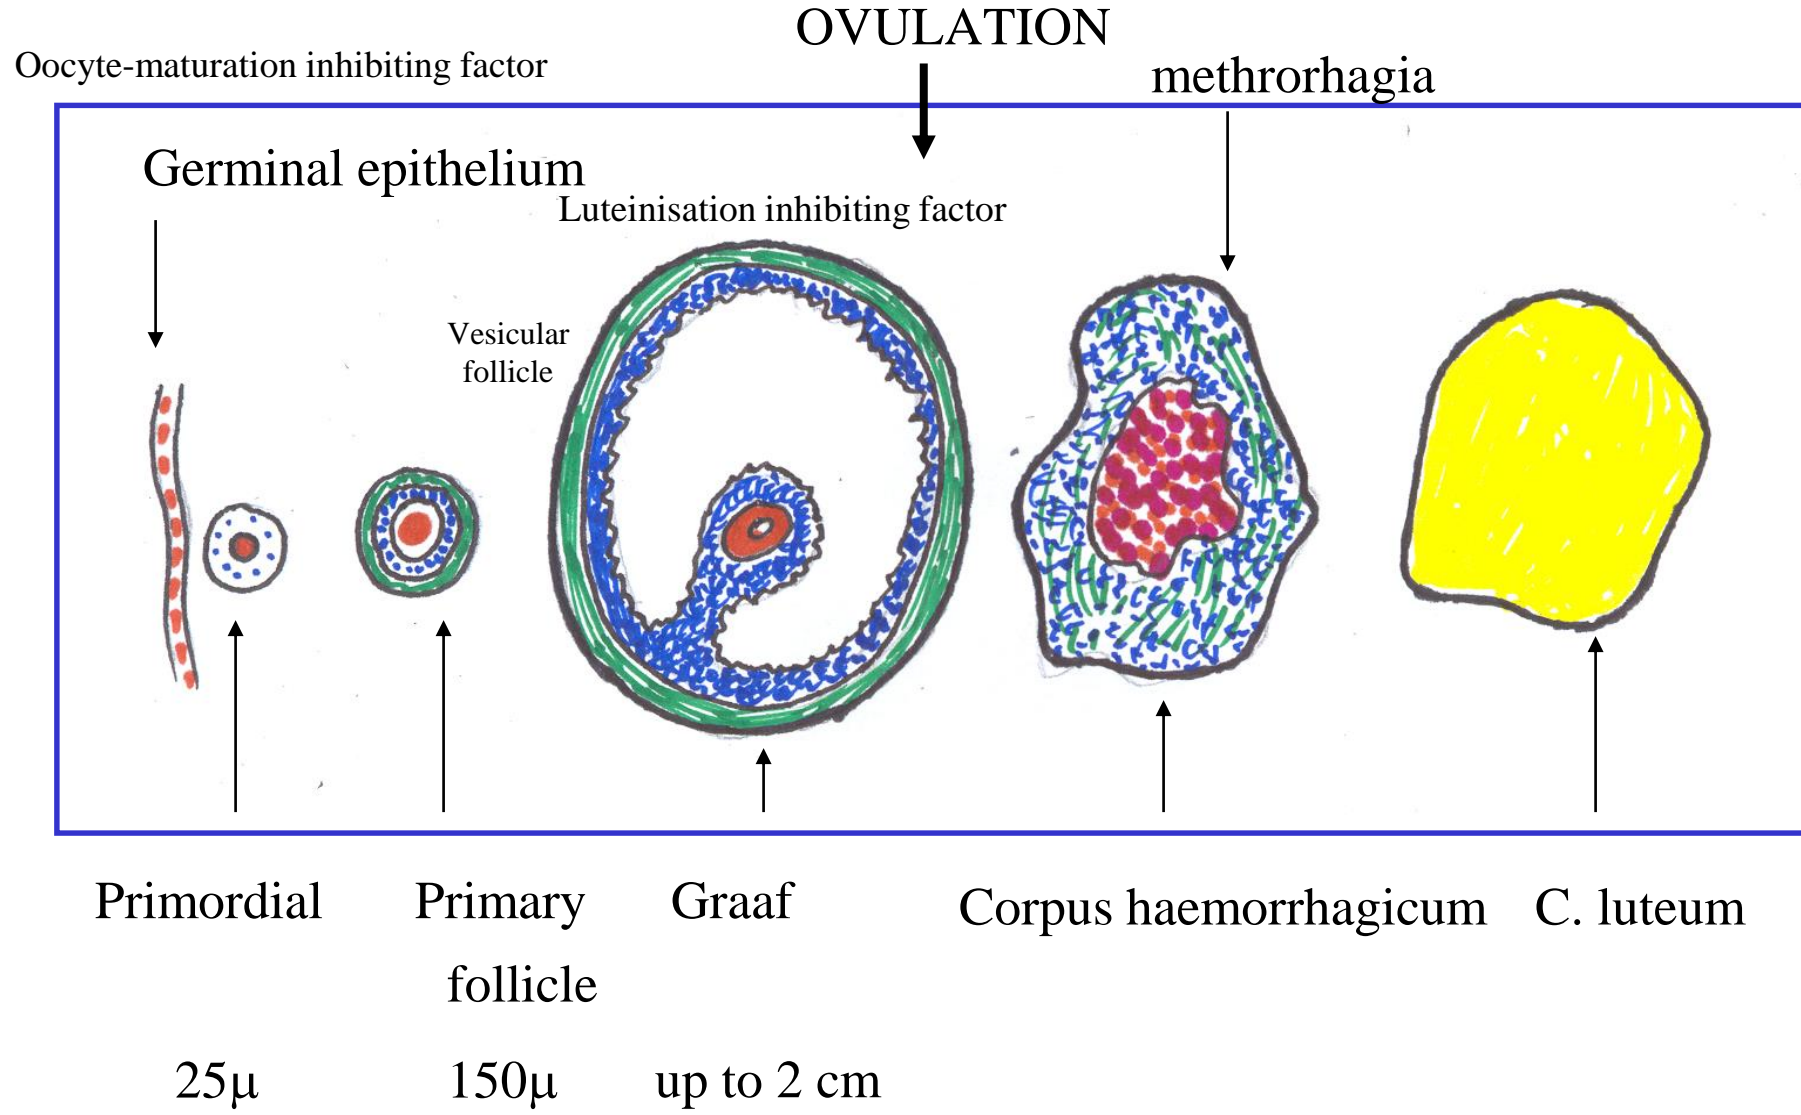 OVULATION
Oocyte-maturation inhibiting factor
methrorhagia
Germinal epithelium
Luteinisation inhibiting factor
Vesicular
follicle
Primordial
Primary
Graaf
Corpus haemorrhagicum
C. luteum
follicle
25μ
150μ
up to 2 cm